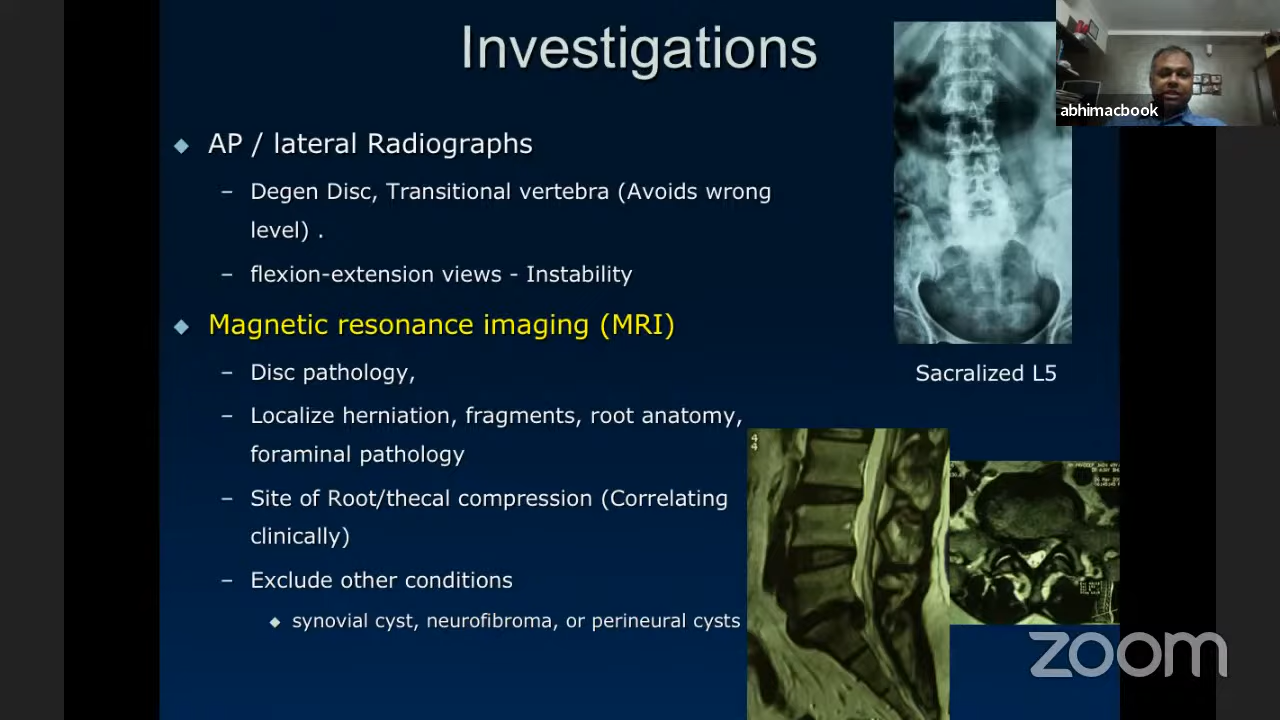 Investigations
abhimacbook
AP / lateral Radiographs
– Degen Disc, Transitional vertebra (Avoids wrong
level) .
– flexion-extension views - Instability
Magnetic resonance imaging (MRI)
– Disc pathology,
Sacralized L5
– Localize herniation, fragments, root anatomy,
foraminal pathology
– Site of Root/thecal compression (Correlating
clinically)
– Exclude other conditions
synovial cyst, neurofibroma, or perineural cysts
4
4
zoom